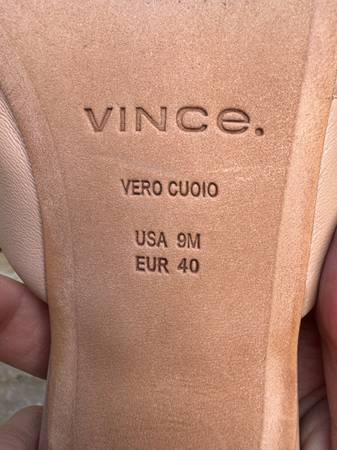 VINCe.
VERO CUOIO
USA 9M
EUR 40